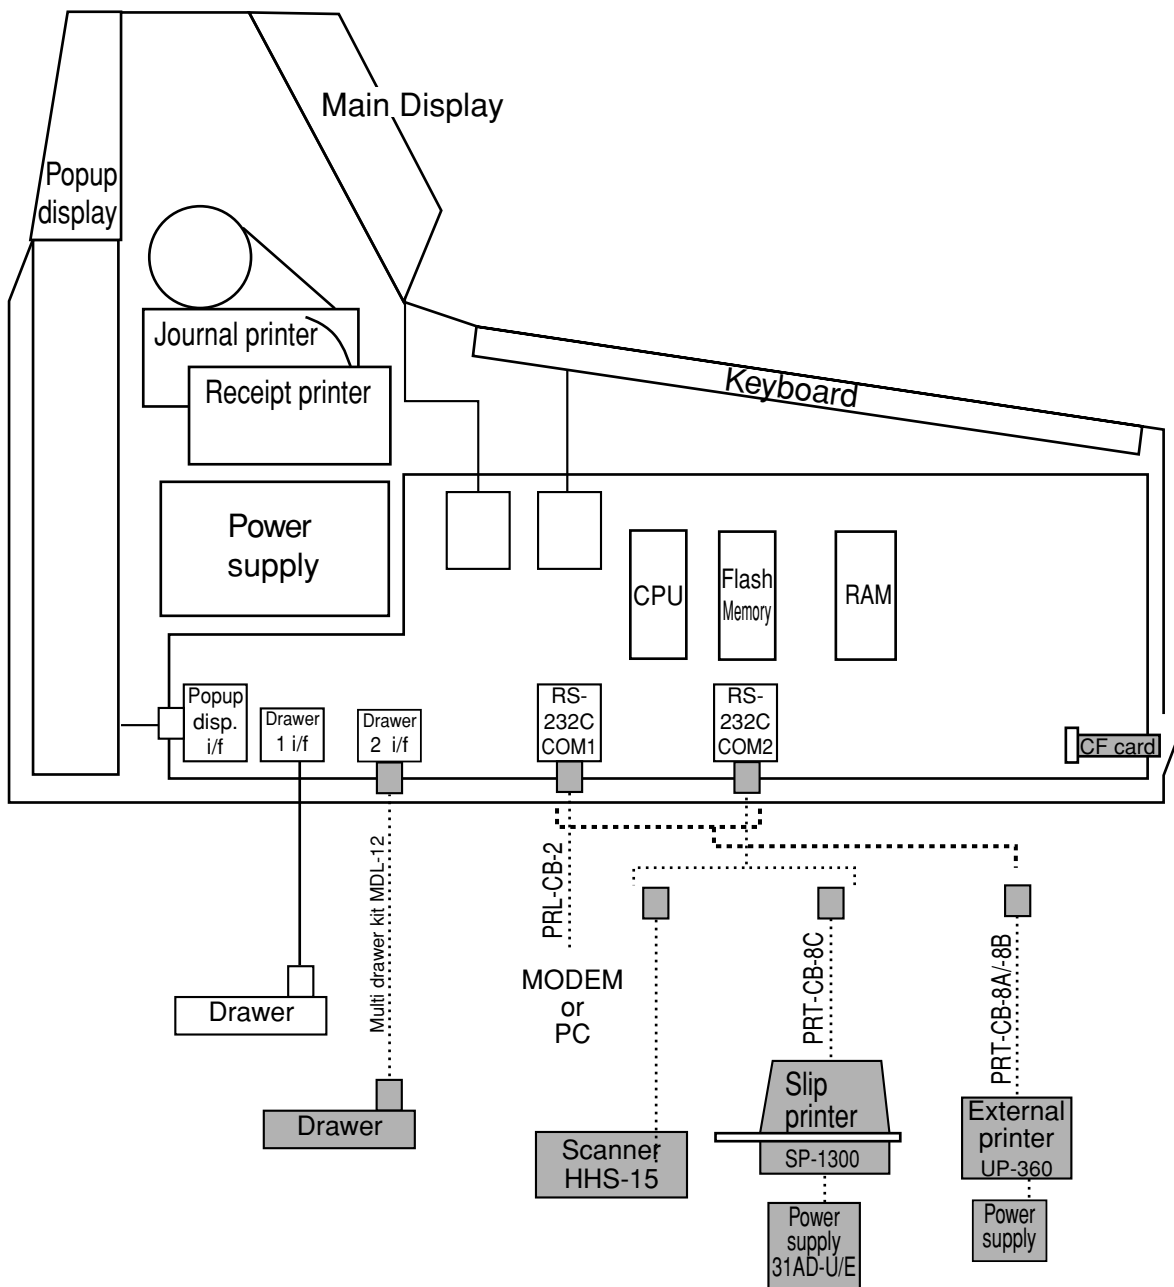 Main Display
Popup
display
Journal printer
Receipt printer
Keyboard
Power
supply
CPU
Flash
Memory
RAM
Popup
disp.
i/f
Drawer
1 i/f
Drawer
2 i/f
RS-
232C
COM1
RS-
232C
COM2
CF card
Multi drawer kit MDL-12
PRL-CB-2
MODEM
or
PC
PRT-CB-8C
PRT-CB-8A/-8B
Drawer
Drawer
Scanner
HHS-15
Slip
printer
SP-1300
Power
supply
31AD-U/E
External
printer
UP-360
Power
supply